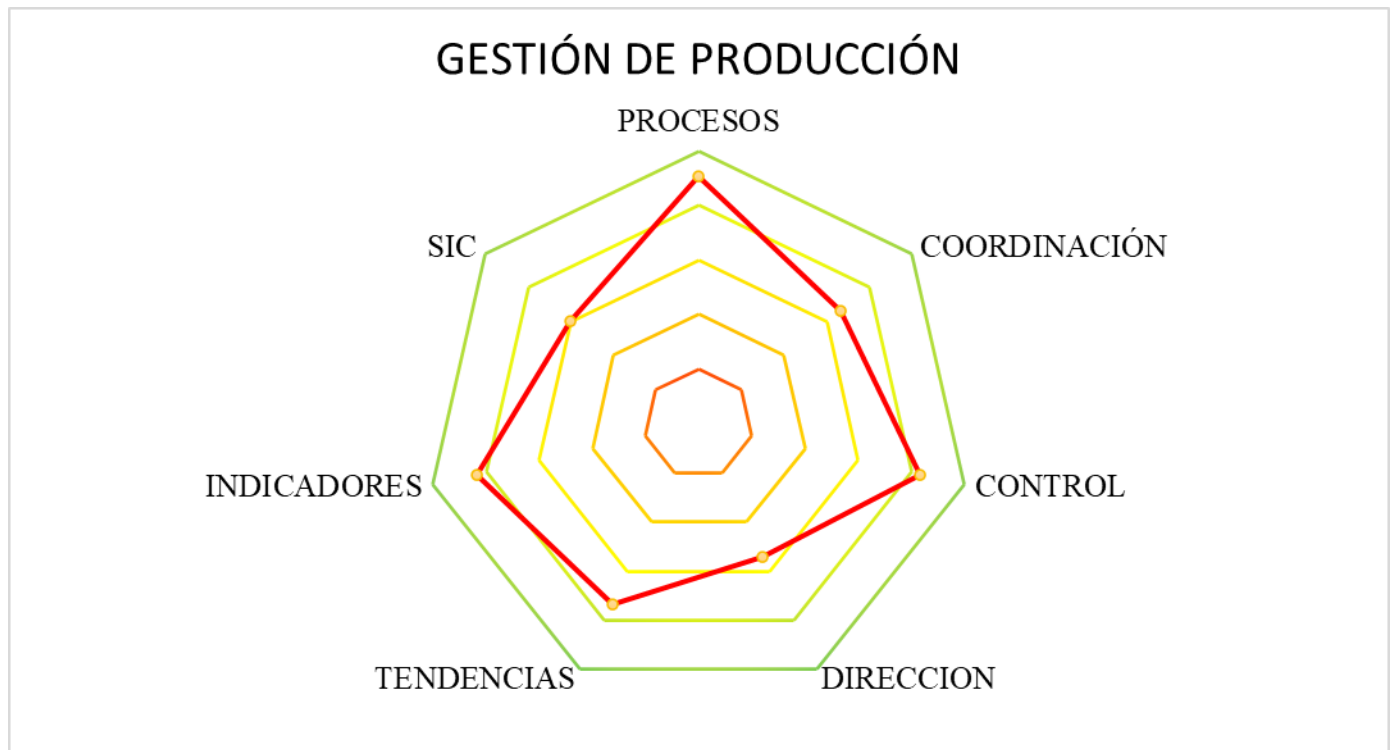 GESTIÓN DE PRODUCCIÓN
PROCESOS
SIC
COORDINACIÓN
INDICADORES
CONTROL
TENDENCIAS
DIRECCION